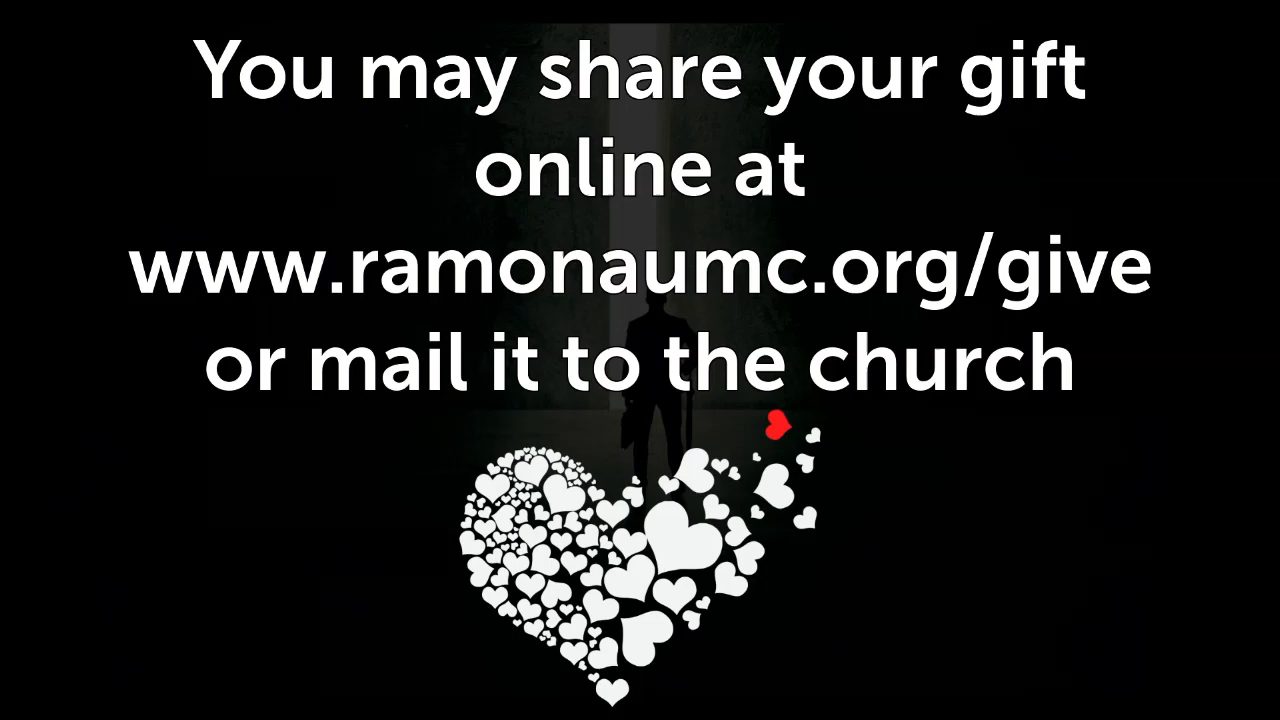 You may share your gift
online at
www.ramonaumc.org/give
or mail it to the church